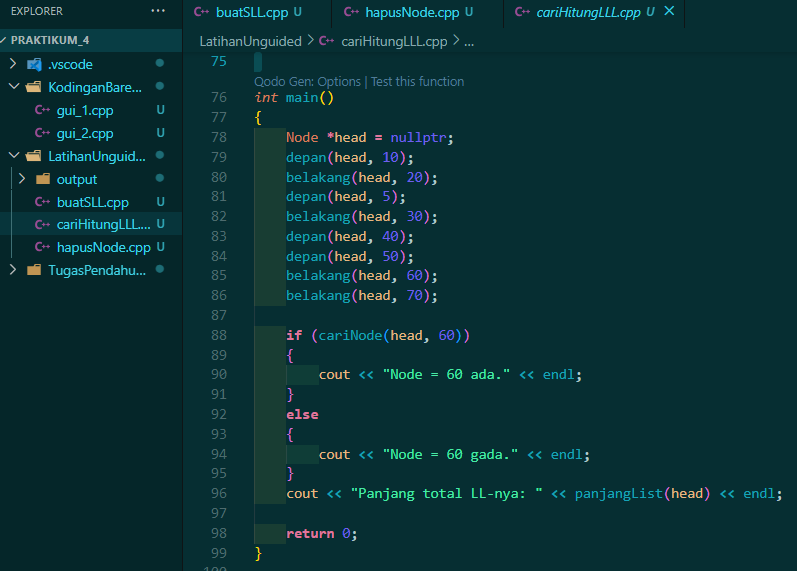 EXPLORER ...
PRAKTIKUM_4
.vscode
KodinganBare...
gui_1.cpp U
gui_2.cpp U
LatihanUnguid...
output
buatSLL.cpp U
cariHitungLLL.... U
hapusNode.cpp U
TugasPendahu...
buatSLL.cpp U
hapusNode.cpp U
cariHitungLLL.cpp U
LatihanUnguided > cariHitungLLL.cpp > ...
75
Qodo Gen: Options | Test this function
76 int main()
77 {
78 Node *head = nullptr;
79 depan(head, 10);
80 belakang(head, 20);
81 depan(head, 5);
82 belakang(head, 30);
83 depan(head, 40);
84 depan(head, 50);
85 belakang(head, 60);
86 belakang(head, 70);
87
88 if (cariNode(head, 60))
89 {
90 cout << "Node = 60 ada." << endl;
91 }
92 else
93 {
94 cout << "Node = 60 gada." << endl;
95 }
96 cout << "Panjang total LL-nya: " << panjangList(head) << endl;
97
98 return 0;
99 }
100